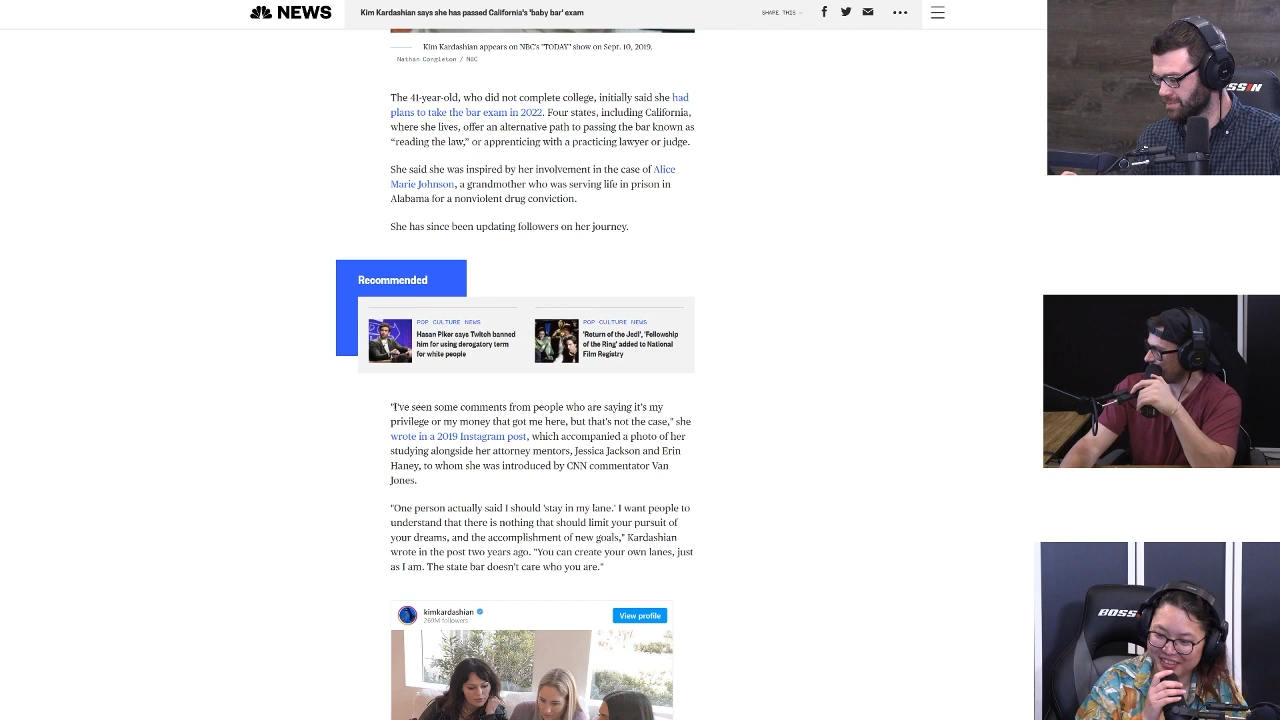 NEWS
Kim Kardashian says she has passed California's 'baby bar' exam
SHARE THIS
Kim Kardashian appears on NBC's "TODAY" show on Sept. 10, 2019.
Nathan Congleton / NBC
The 41-year-old, who did not complete college, initially said she had
plans to take the bar exam in 2022. Four states, including California,
where she lives, offer an alternative path to passing the bar known as
“reading the law,” or apprenticing with a practicing lawyer or judge.
She said she was inspired by her involvement in the case of Alice
Marie Johnson, a grandmother who was serving life in prison in
Alabama for a nonviolent drug conviction.
She has since been updating followers on her journey.
Recommended
POP CULTURE NEWS
Hasan Piker says Twitch banned
him for using derogatory term
for white people
POP CULTURE NEWS
'Return of the Jedi', 'Fellowship
of the Ring' added to National
Film Registry
"I've seen some comments from people who are saying it's my
privilege or my money that got me here, but that's not the case," she
wrote in a 2019 Instagram post, which accompanied a photo of her
studying alongside her attorney mentors, Jessica Jackson and Erin
Haney, to whom she was introduced by CNN commentator Van
Jones.
"One person actually said I should 'stay in my lane.' I want people to
understand that there is nothing that should limit your pursuit of
your dreams, and the accomplishment of new goals," Kardashian
wrote in the post two years ago. "You can create your own lanes, just
as I am. The state bar doesn't care who you are."
kimkardashian
269M followers
View profile
BOSS